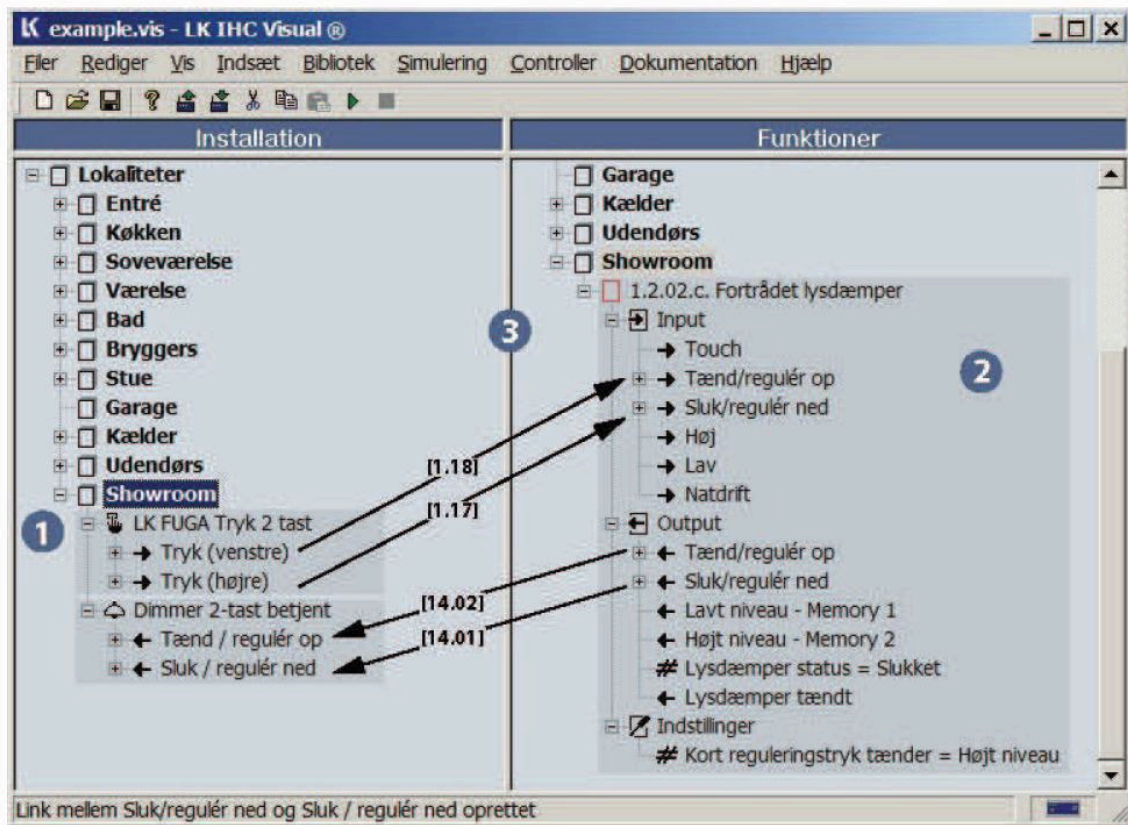 LK example.vis - LK IHC Visual ®
Filer Rediger Vis Indsæt Bibliotek Simulering Controller Dokumentation Hjælp
Installation
Lokaliteter
Entré
Køkken
Soveværelse
Værelse
Bad
Bryggers
Stue
Garage
Kælder
Udendørs
Showroom
1
LK FUGA Tryk 2 tast
Tryk (venstre)
Tryk (højre)
Dimmer 2-tast betjent
Tænd / regulér op
Sluk / regulér ned
3
[1.18]
[1.17]
[14.02]
[14.01]
Funktioner
Garage
Kælder
Udendørs
Showroom
1.2.02.c. Fortrådet lysdæmper
Input
Touch
Tænd/regulér op
2
Sluk/regulér ned
Høj
Lav
Natdrift
Output
Tænd/regulér op
Sluk/regulér ned
Lavt niveau - Memory 1
Højt niveau - Memory 2
Lysdæmper status = Slukket
Lysdæmper tændt
Indstillinger
Kort reguleringstryk tænder = Højt niveau
Link mellem Sluk/regulér ned og Sluk / regulér ned oprettet